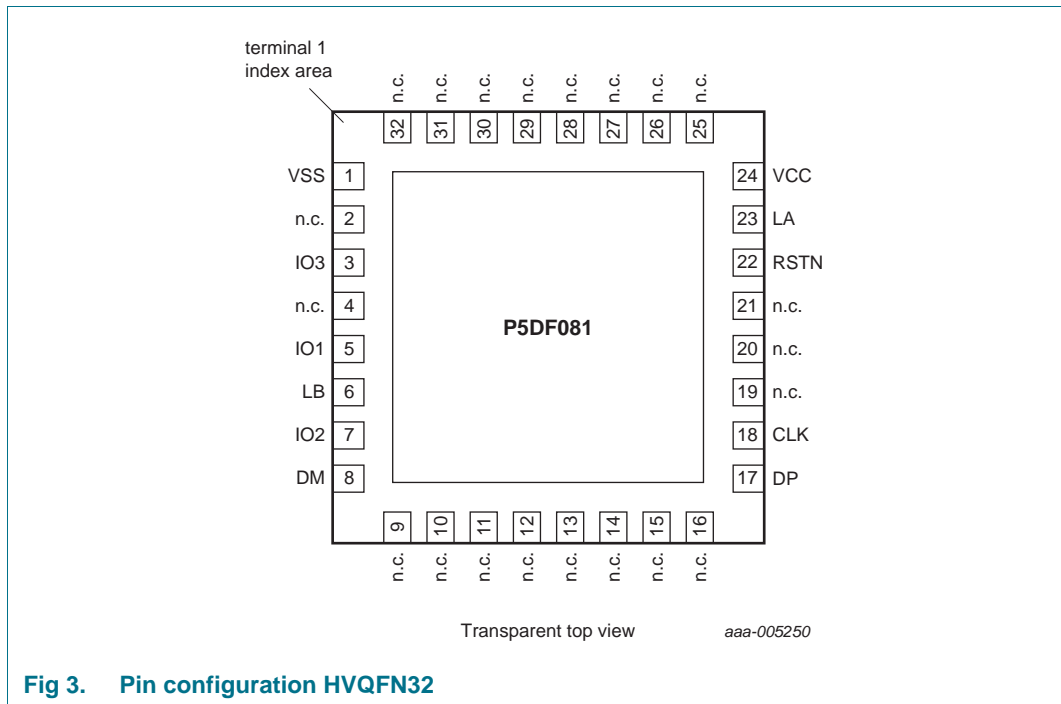 terminal 1
index area
n.c. n.c. n.c. n.c. n.c. n.c. n.c. n.c.
32 31 30 29 28 27 26 25
VSS 1 24 VCC
n.c. 2 23 LA
IO3 3 22 RSTN
n.c. 4 21 n.c.
P5DF081
IO1 5 20 n.c.
LB 6 19 n.c.
IO2 7 18 CLK
DM 8 17 DP
9 10 11 12 13 14 15 16
n.c. n.c. n.c. n.c. n.c. n.c. n.c. n.c.
Transparent top view aaa-005250
Fig 3. Pin configuration HVQFN32